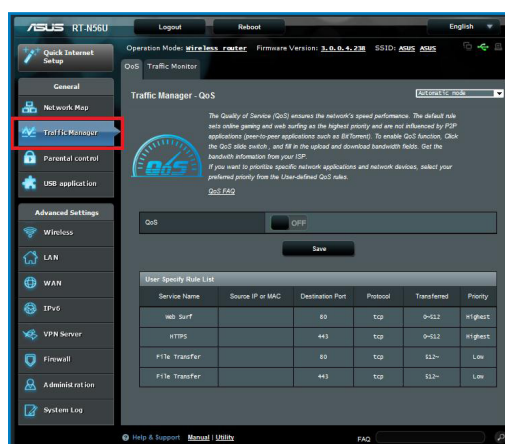 ASUS RT-N56U
Logout Reboot English
Quick Internet Setup
Operation Mode: Wireless router Firmware Version: 3.0.0.4.238 SSID: ASUS ASUS
QoS Traffic Monitor
General
Network Map
Traffic Manager
Parental control
USB application
Advanced Settings
Wireless
LAN
WAN
IPv6
VPN Server
Firewall
Administration
System Log
Traffic Manager - QoS
Automatic mode
QoS
The Quality of Service (QoS) ensures the network's speed performance. The default rule
sets online gaming and web surfing as the highest priority and are not influenced by P2P
applications (peer-to-peer applications such as BitTorrent). To enable QoS function, Click
the QoS slide switch , and fill in the upload and download bandwidth fields. Get the
bandwidth information from your ISP.
If you want to prioritize specific network applications and network devices, select your
preferred priority from the User-defined QoS rules.
QoS FAQ
QoS OFF
Save
User Specify Rule List
Service Name Source IP or MAC Destination Port Protocol Transferred Priority
Web Surf 80 tcp 0~512 Highest
HTTPS 443 tcp 0~512 Highest
File Transfer 80 tcp 512~ Low
File Transfer 443 tcp 512~ Low
Help & Support Manual | Utility FAQ